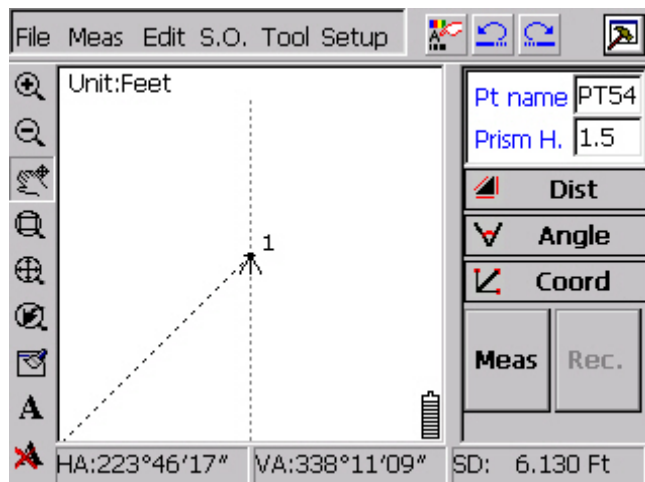 File Meas Edit S.O. Tool Setup
A
Unit:Feet
Pt name PT54
Prism H. 1.5
Dist
1
Angle
Coord
Meas Rec.
A
A
HA:223°46'17" VA:338°11'09" SD: 6.130 Ft